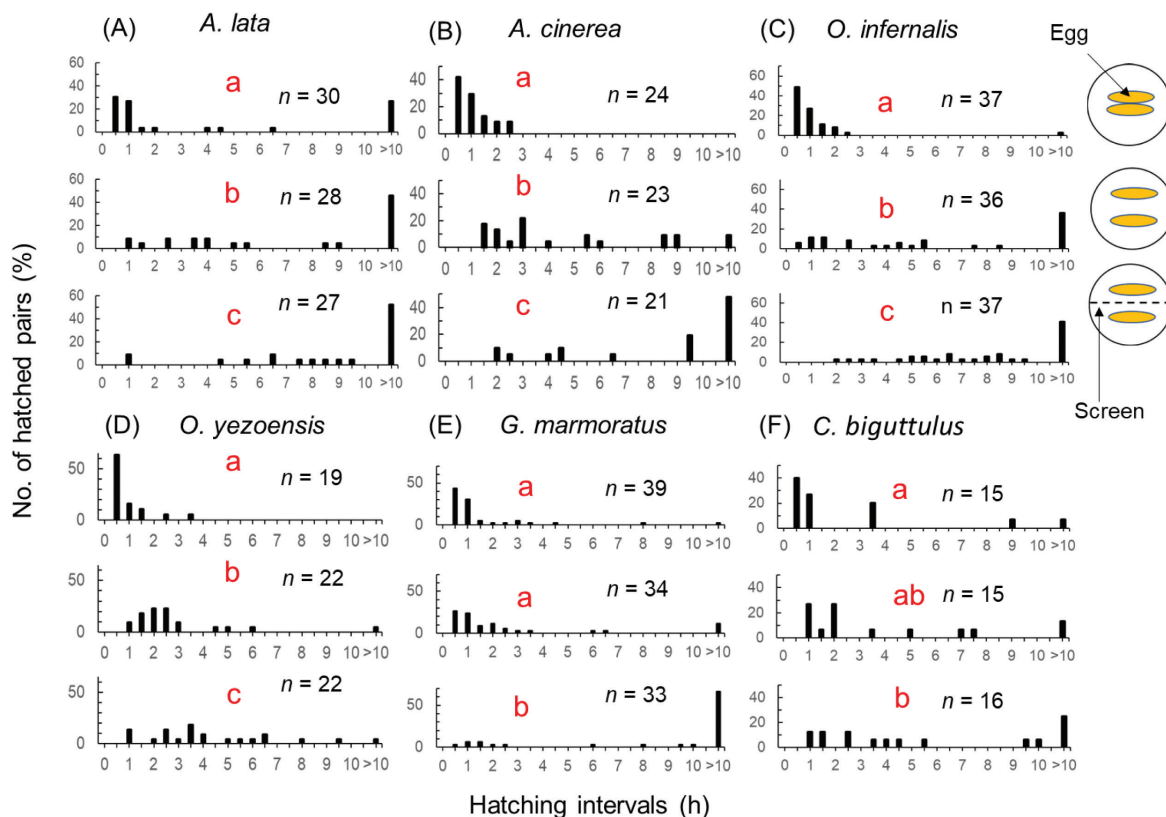 (A) A. lata
60
40
20
0
a
n = 30
0 1 2 3 4 5 6 7 8 9 10 >10
60
40
20
0
b
n = 28
0 1 2 3 4 5 6 7 8 9 10 >10
60
40
20
0
c
n = 27
0 1 2 3 4 5 6 7 8 9 10 >10
(B) A. cinerea
40
20
0
a
n = 24
0 1 2 3 4 5 6 7 8 9 10 >10
40
20
0
b
n = 23
0 1 2 3 4 5 6 7 8 9 10 >10
40
20
0
c
n = 21
0 1 2 3 4 5 6 7 8 9 10 >10
(C) O. infernalis
60
40
20
0
a
n = 37
0 1 2 3 4 5 6 7 8 9 10 >10
60
40
20
0
b
n = 36
0 1 2 3 4 5 6 7 8 9 10 >10
60
40
20
0
c
n = 37
0 1 2 3 4 5 6 7 8 9 10 >10
Egg
Screen
No. of hatched pairs (%)
(D) O. yezoensis
50
0
a
n = 19
0 1 2 3 4 5 6 7 8 9 10 >10
50
0
b
n = 22
0 1 2 3 4 5 6 7 8 9 10 >10
50
0
c
n = 22
0 1 2 3 4 5 6 7 8 9 10 >10
(E) G. marmoratus
50
0
a
n = 39
0 1 2 3 4 5 6 7 8 9 10 >10
50
0
a
n = 34
0 1 2 3 4 5 6 7 8 9 10 >10
50
0
b
n = 33
0 1 2 3 4 5 6 7 8 9 10 >10
(F) C. biguttulus
40
20
0
a
n = 15
0 1 2 3 4 5 6 7 8 9 10 >10
40
20
0
ab
n = 15
0 1 2 3 4 5 6 7 8 9 10 >10
40
20
0
b
n = 16
0 1 2 3 4 5 6 7 8 9 10 >10
Hatching intervals (h)